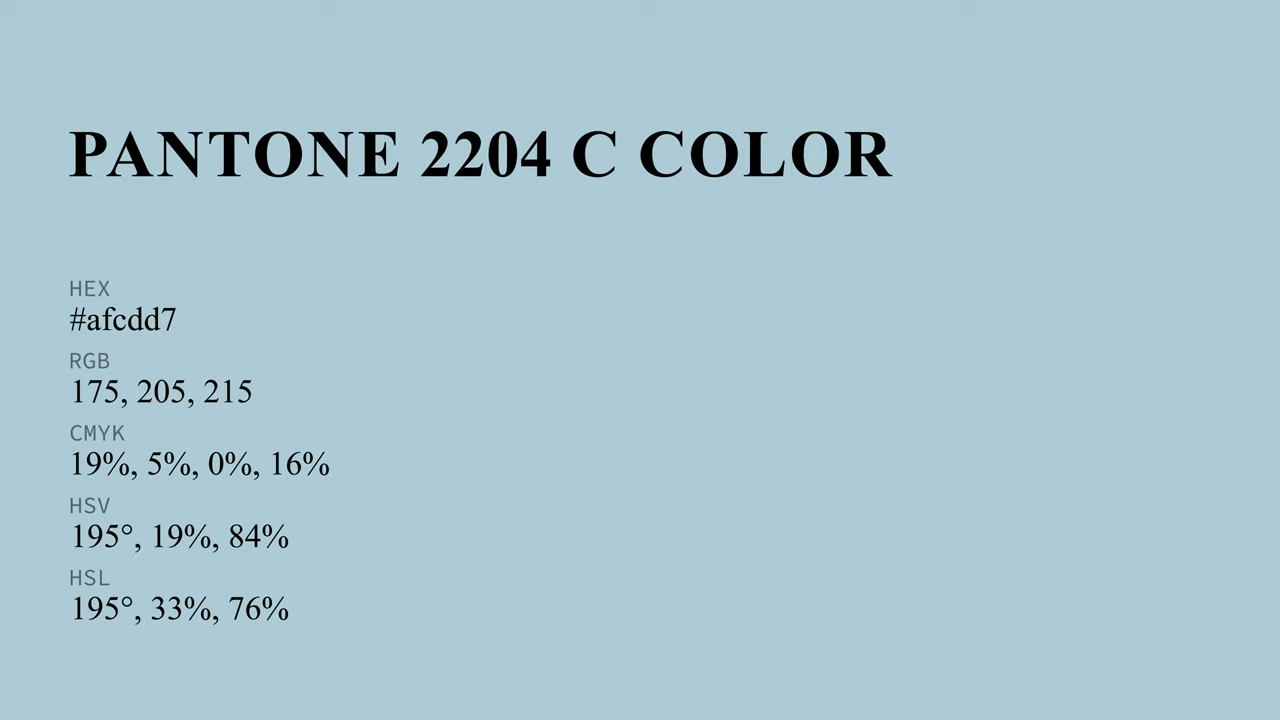 PANTONE 2204 C COLOR
HEX
#afcdd7
RGB
175, 205, 215
CMYK
19%, 5%, 0%, 16%
HSV
195°, 19%, 84%
HSL
195°, 33%, 76%